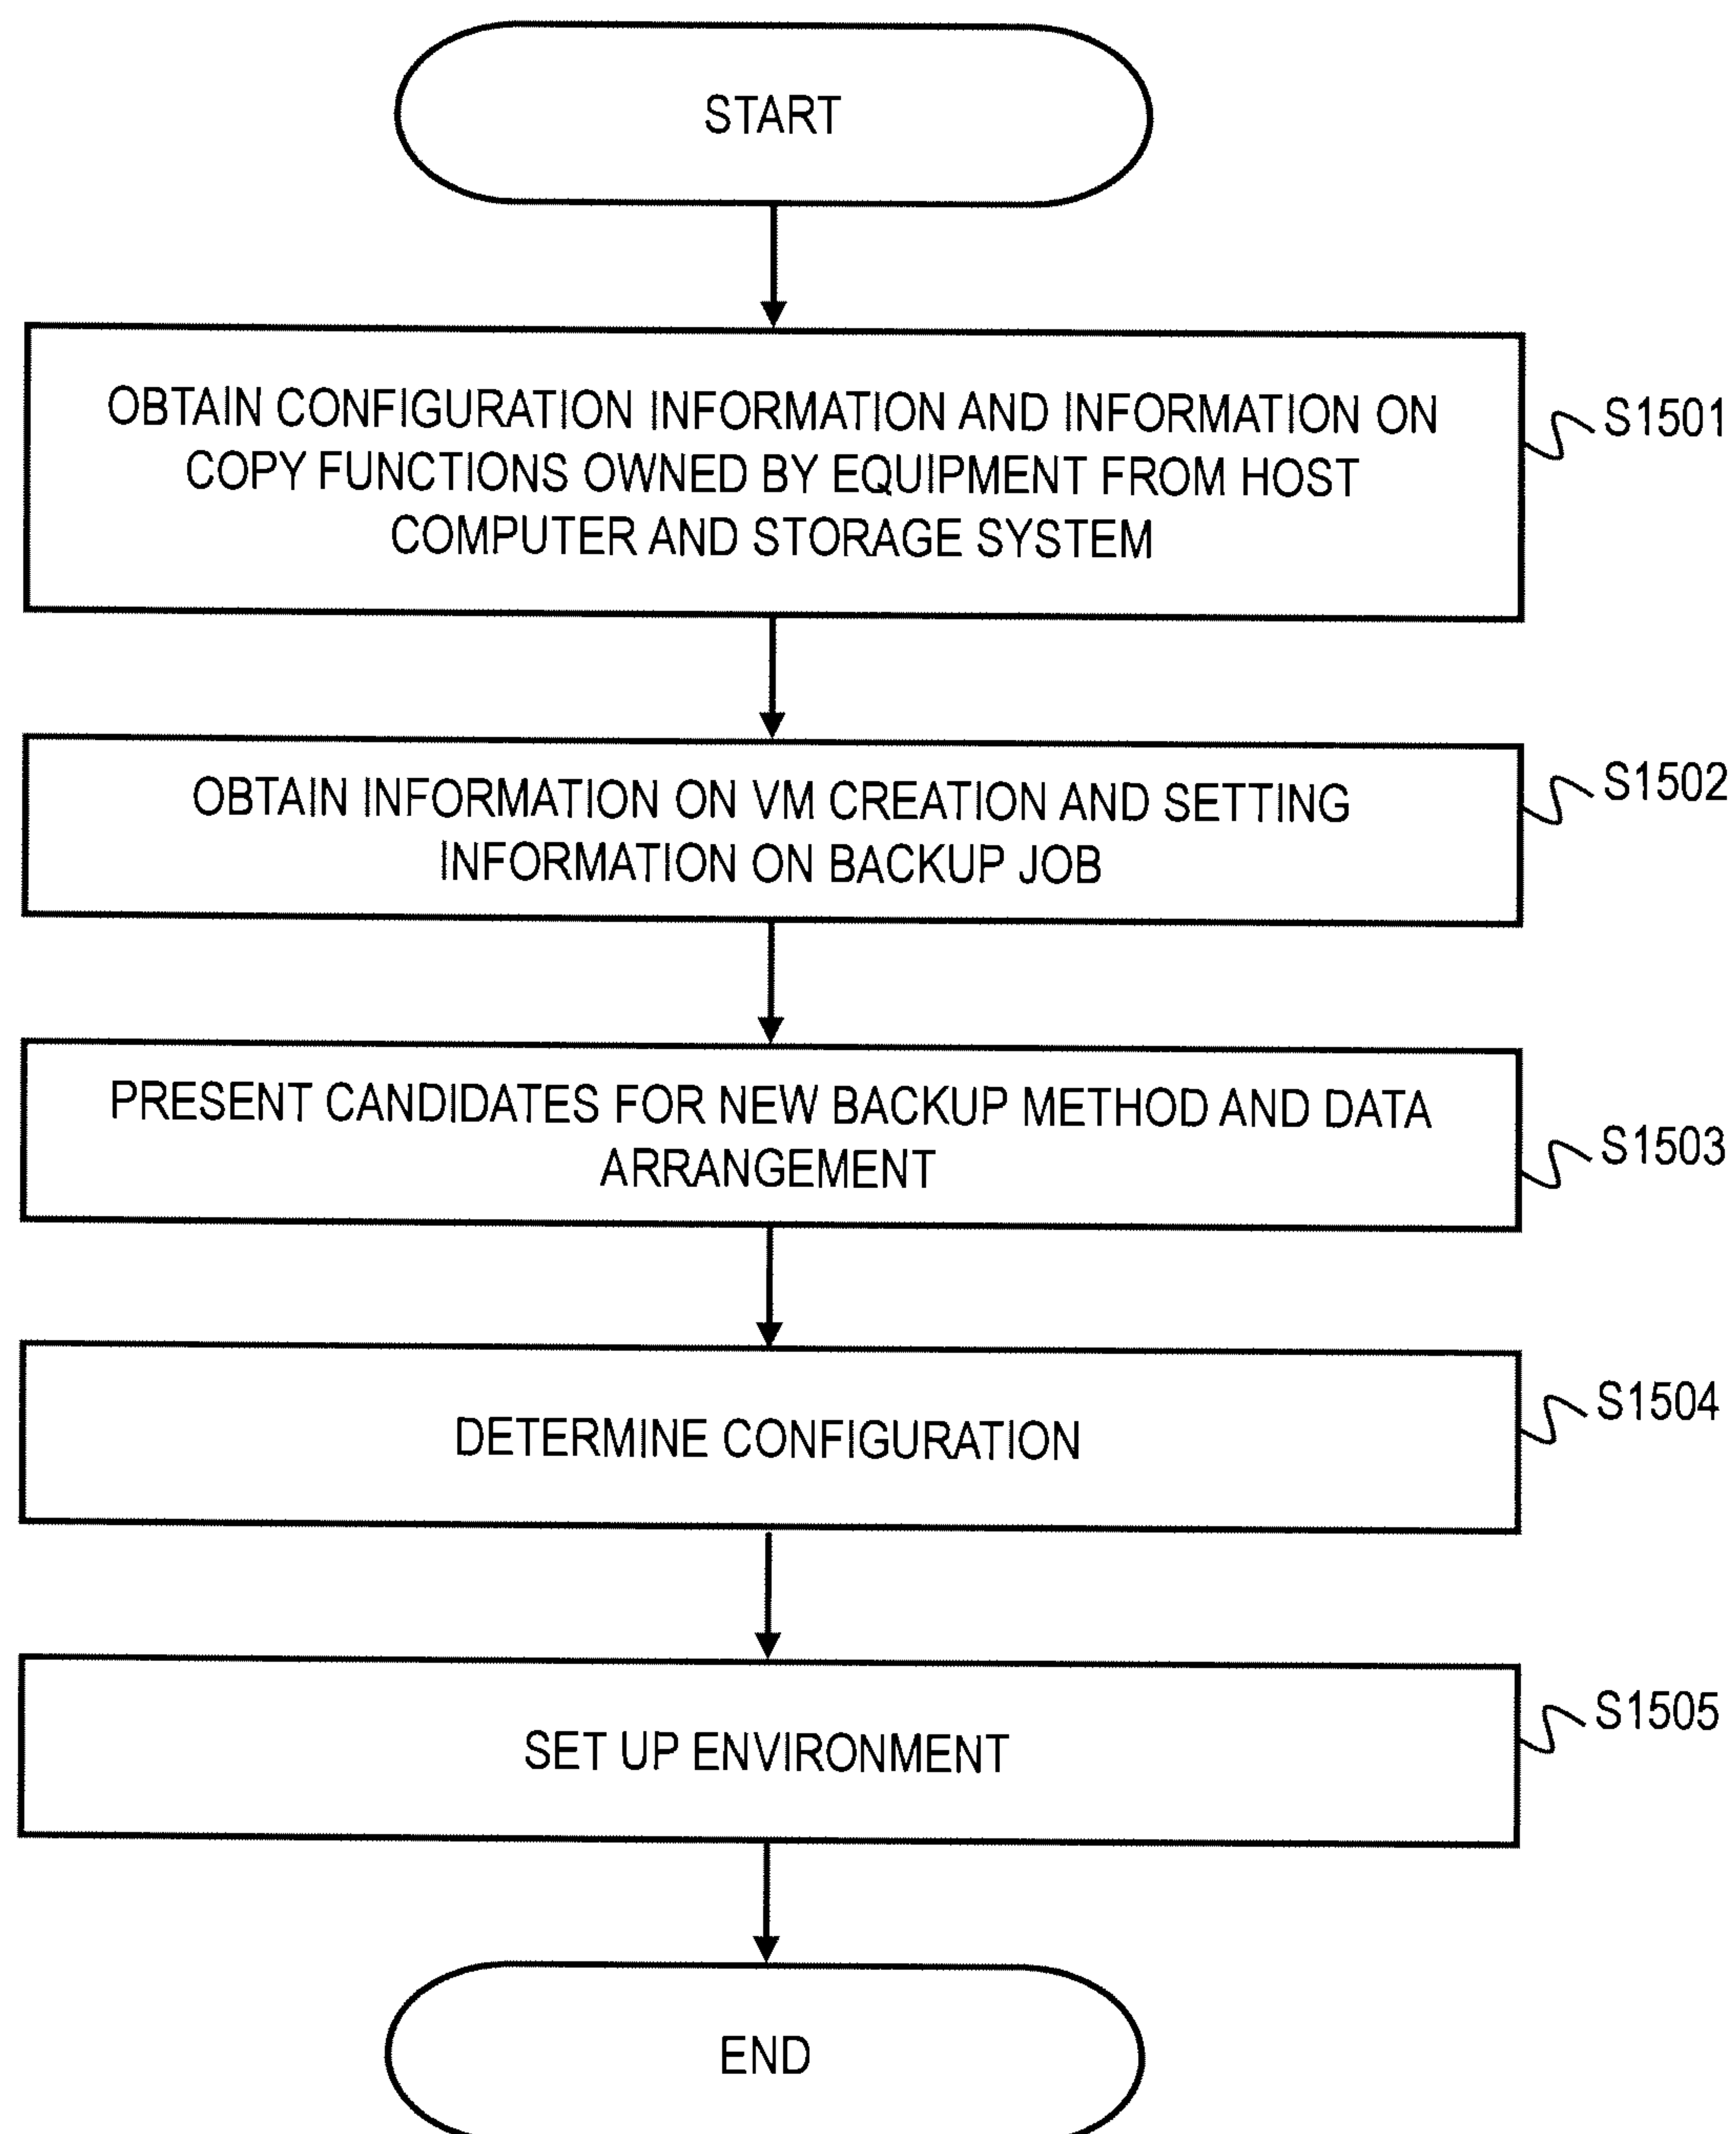 START
OBTAIN CONFIGURATION INFORMATION AND INFORMATION ON
COPY FUNCTIONS OWNED BY EQUIPMENT FROM HOST
COMPUTER AND STORAGE SYSTEM
S1501
OBTAIN INFORMATION ON VM CREATION AND SETTING
INFORMATION ON BACKUP JOB
S1502
PRESENT CANDIDATES FOR NEW BACKUP METHOD AND DATA
ARRANGEMENT
S1503
DETERMINE CONFIGURATION
S1504
SET UP ENVIRONMENT
S1505
END